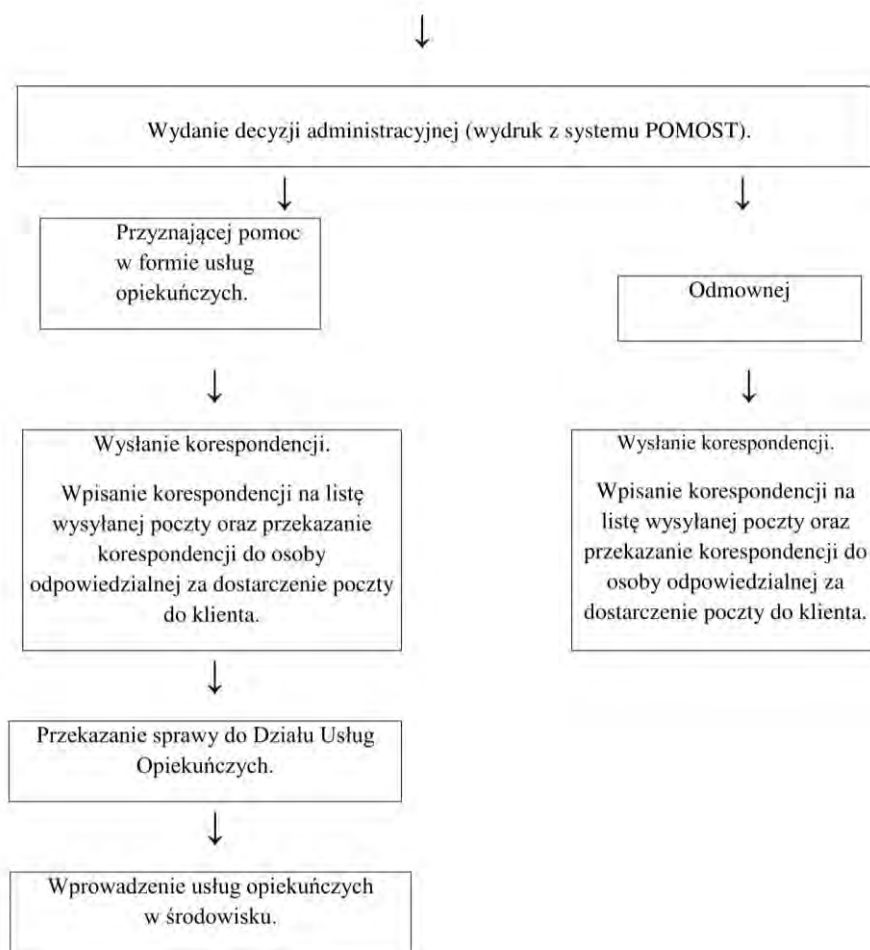 Wydanie decyzji administracyjnej (wydruk z systemu POMOST).
Przyznającej pomoc
w formie usług
opiekuńczych.
Odmownej
Wysłanie korespondencji.
Wpisanie korespondencji na listę
wysyłanej poczty oraz przekazanie
korespondencji do osoby
odpowiedzialnej za dostarczenie poczty
do klienta.
Wysłanie korespondencji.
Wpisanie korespondencji na
listę wysyłanej poczty oraz
przekazanie korespondencji do
osoby odpowiedzialnej za
dostarczenie poczty do klienta.
Przekazanie sprawy do Działu Usług
Opiekuńczych.
Wprowadzenie usług opiekuńczych
w środowisku.